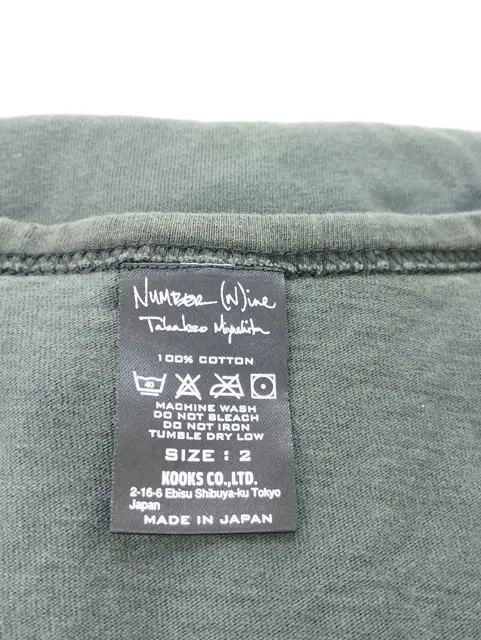 NUMBER (N)ine
Takahiro Miyashita
100% COTTON
40
MACHINE WASH
DO NOT BLEACH
DO NOT IRON
TUMBLE DRY LOW
SIZE : 2
KOOKS CO.,LTD.
2-16-6 Ebisu Shibuya-ku Tokyo
Japan
MADE IN JAPAN